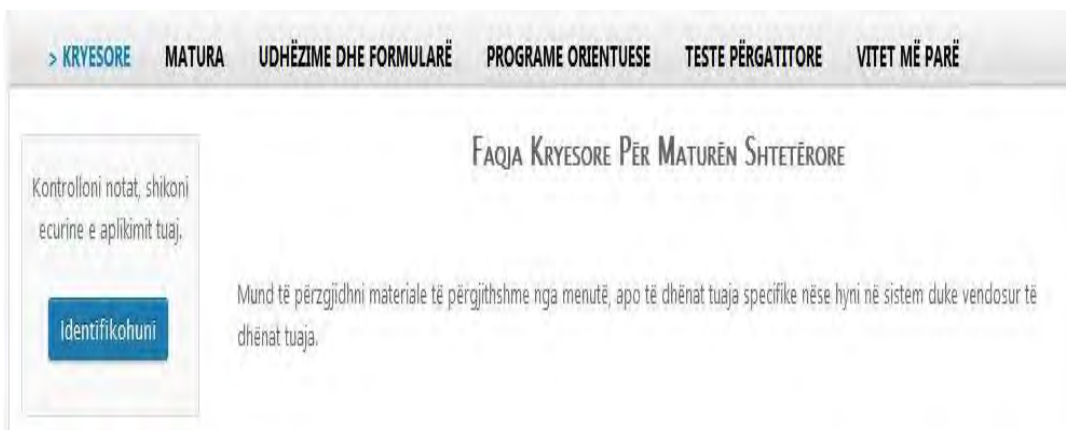 > KRYESORE MATURA UDHËZIME DHE FORMULARË PROGRAME ORIENTUESE TESTE PËRGATITORE VITET MË PARË
FAQJA KRYESORE PËR MATURËN SHTETËRORE
Kontrolloni notat, shikoni
ecurine e aplikimit tuaj.
identifikohuni
Mund të përzgjidhni materiale të përgjithshme nga menutë, apo të dhënat tuaja specifike nëse hyni në sistem duke vendosur të
dhënat tuaja.